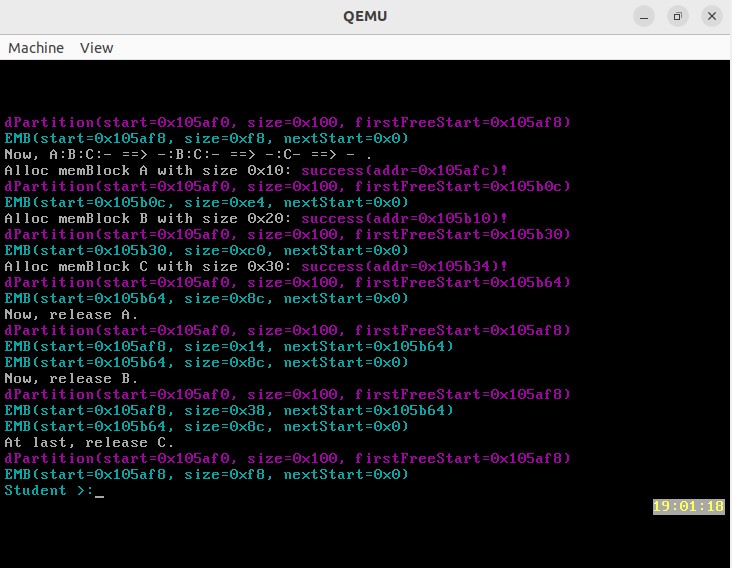 QEMU
Machine View
dPartition(start=0x105af0, size=0x100, firstFreeStart=0x105af8)
EMB(start=0x105af8, size=0xf8, nextStart=0x0)
Now, A:B:C:- ==> -:B:C:- ==> -:C- ==> - .
Alloc memBlock A with size 0x10: success(addr=0x105afc)!
dPartition(start=0x105af0, size=0x100, firstFreeStart=0x105b0c)
EMB(start=0x105b0c, size=0xe4, nextStart=0x0)
Alloc memBlock B with size 0x20: success(addr=0x105b10)!
dPartition(start=0x105af0, size=0x100, firstFreeStart=0x105b30)
EMB(start=0x105b30, size=0xc0, nextStart=0x0)
Alloc memBlock C with size 0x30: success(addr=0x105b34)!
dPartition(start=0x105af0, size=0x100, firstFreeStart=0x105b64)
EMB(start=0x105b64, size=0x8c, nextStart=0x0)
Now, release A.
dPartition(start=0x105af0, size=0x100, firstFreeStart=0x105af8)
EMB(start=0x105af8, size=0x14, nextStart=0x105b64)
EMB(start=0x105b64, size=0x8c, nextStart=0x0)
Now, release B.
dPartition(start=0x105af0, size=0x100, firstFreeStart=0x105af8)
EMB(start=0x105af8, size=0x38, nextStart=0x105b64)
EMB(start=0x105b64, size=0x8c, nextStart=0x0)
At last, release C.
dPartition(start=0x105af0, size=0x100, firstFreeStart=0x105af8)
EMB(start=0x105af8, size=0xf8, nextStart=0x0)
Student >:_
19:01:18